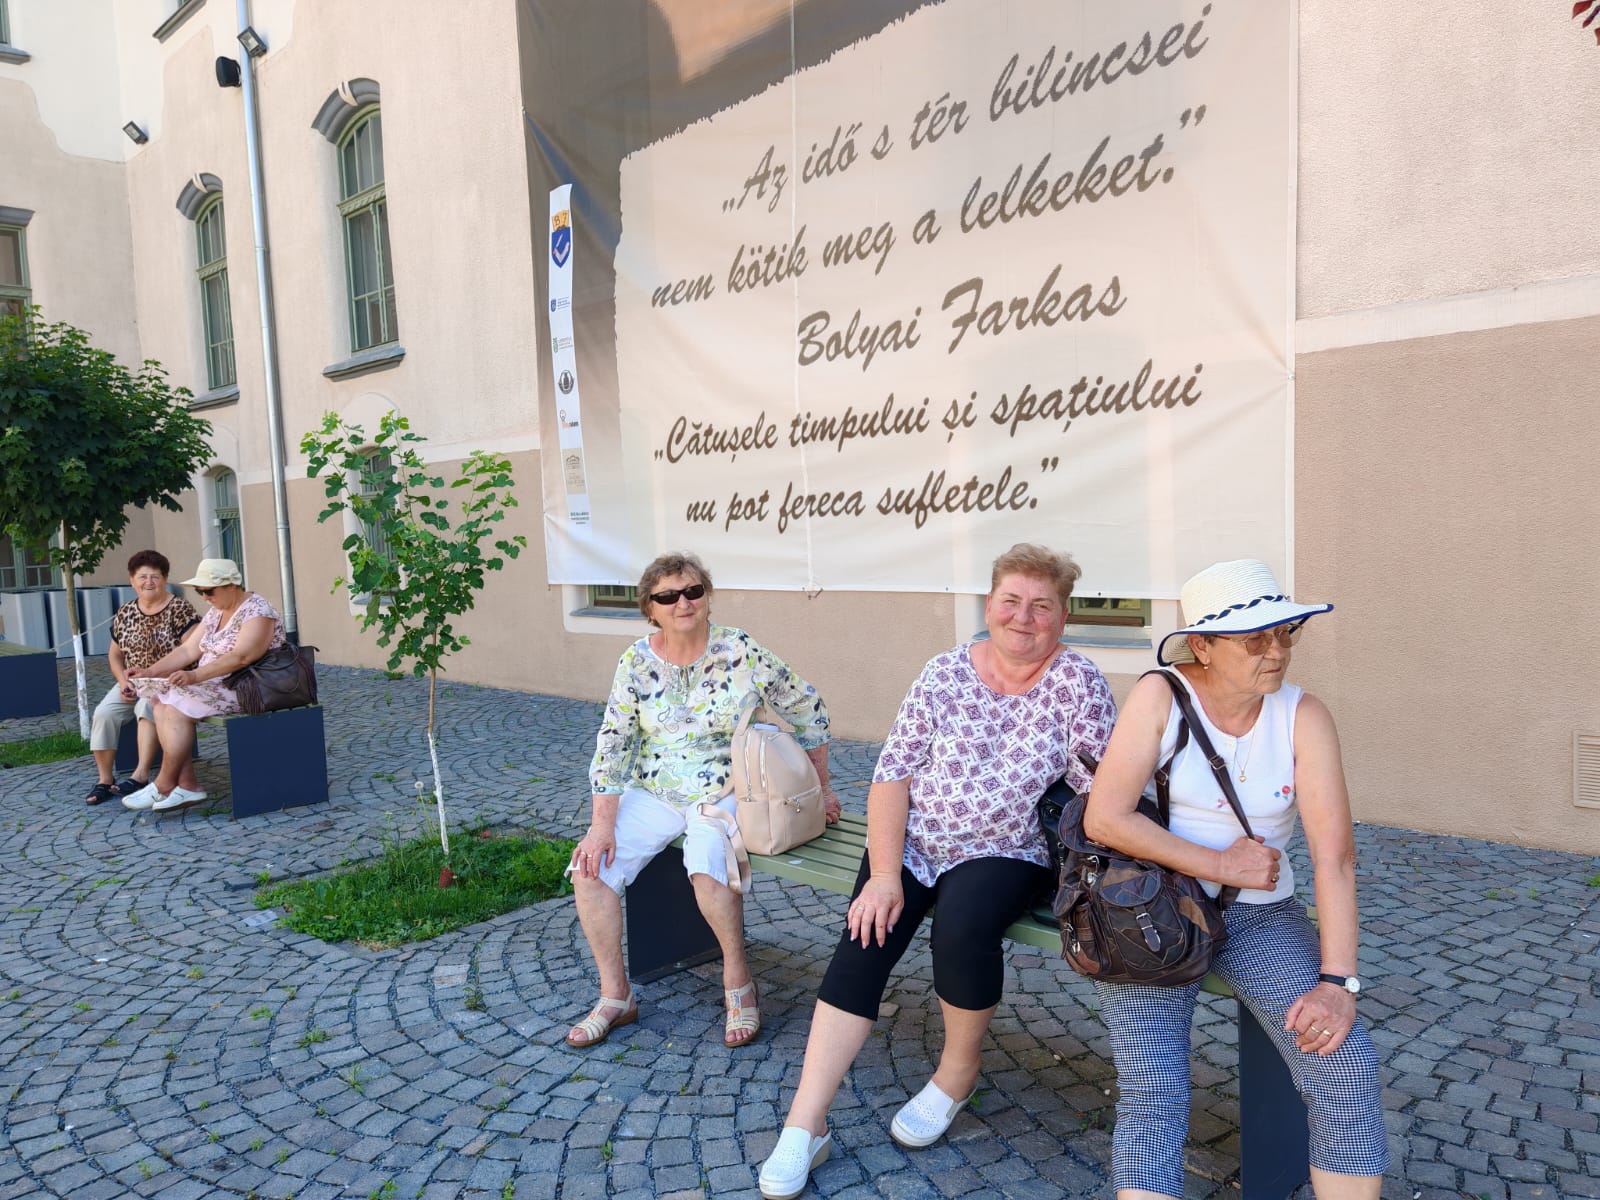 „Az idő s tér bilincsei
nem kötik meg a lelkeket.”
Bolyai Farkas
„Cătușele timpului și spațiului
nu pot fereca sufletele.”